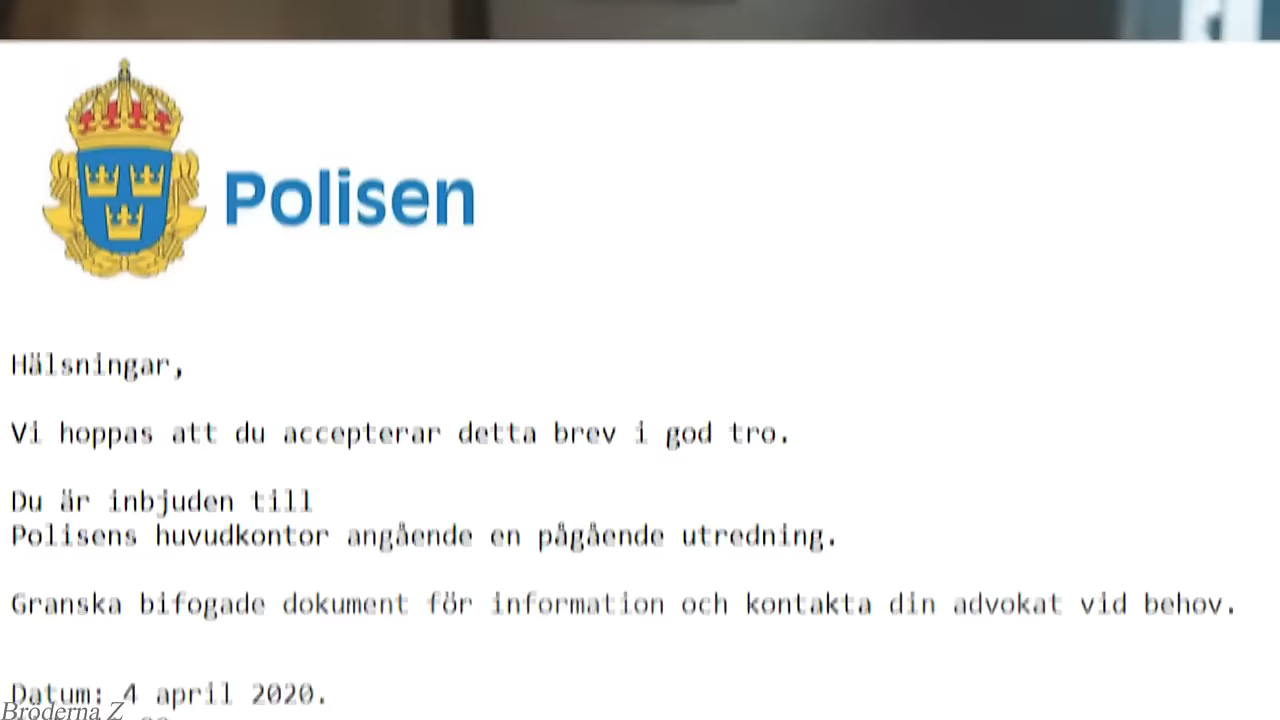 Polisen
Hälsningar,
Vi hoppas att du accepterar detta brev i god tro.
Du är inbjuden till
Polisens huvudkontor angående en pågående utredning.
Granska bifogade dokument för information och kontakta din advokat vid behov.
Datum: 4 april 2020.
Bröderna Z